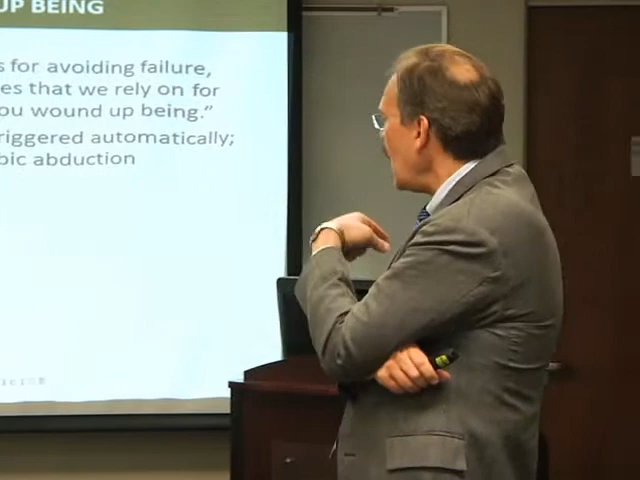 UP BEING
s for avoiding failure,
es that we rely on for
ou wound up being."
riggered automatically;
bic abduction